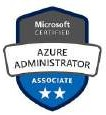 Microsoft
CERTIFIED
AZURE
ADMINISTRATOR
ASSOCIATE